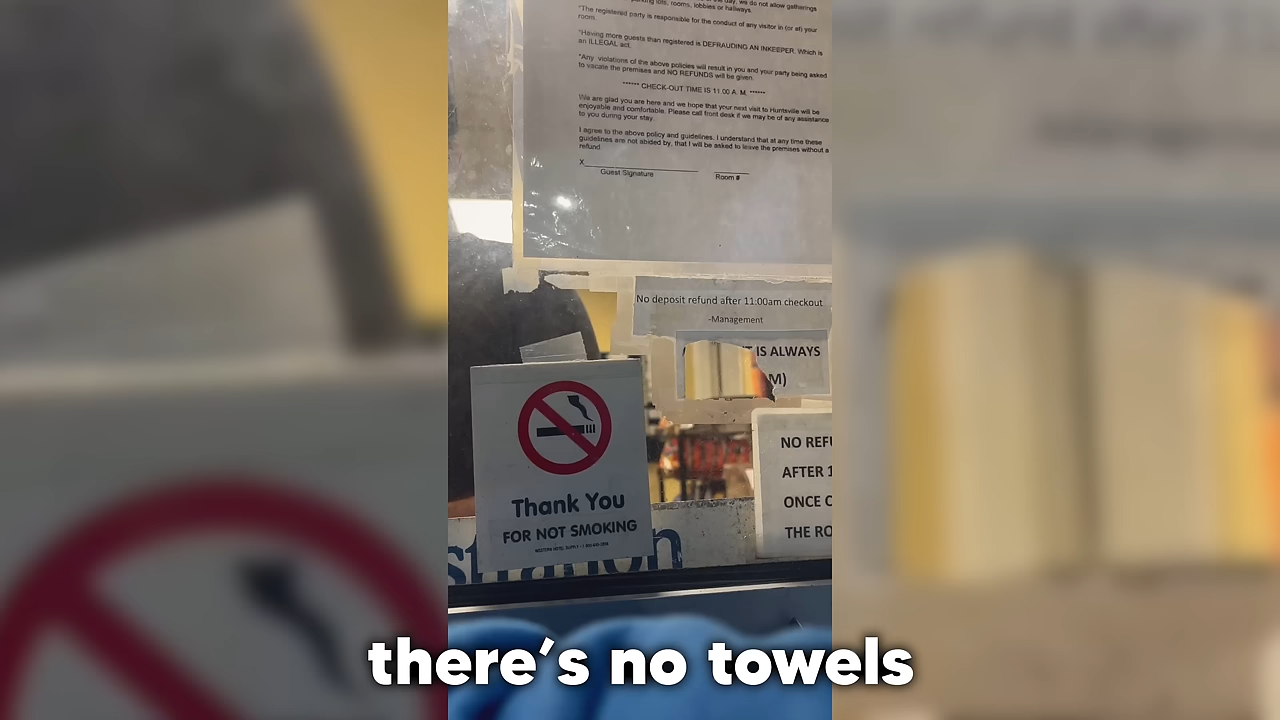 day, we do not allow gatherings
rooms, lobbies or hallways.
*The registered party is responsible for the conduct of any visitor in (or at) your
room.
*Having more guests than registered is DEFRAUDING AN INKEEPER. Which is
an ILLEGAL act.
*Any violations of the above policies will result in you and your party being asked
to vacate the premises and NO REFUNDS will be given.
****** CHECK-OUT TIME IS 11:00 A.M. ******
We are glad you are here and we hope that your next visit to Huntsville will be
enjoyable and comfortable. Please call front desk if we may be of any assistance
to you during your stay.
I agree to the above policy and guidelines. I understand that at any time these
guidelines are not abided by, that I will be asked to leave the premises without a
refund
X
Guest Signature Room #
No deposit refund after 11:00am checkout
-Management
IS ALWAYS
M)
NO REFU
AFTER 1
ONCE O
THE RO
Thank You
FOR NOT SMOKING
stration
there's no towels